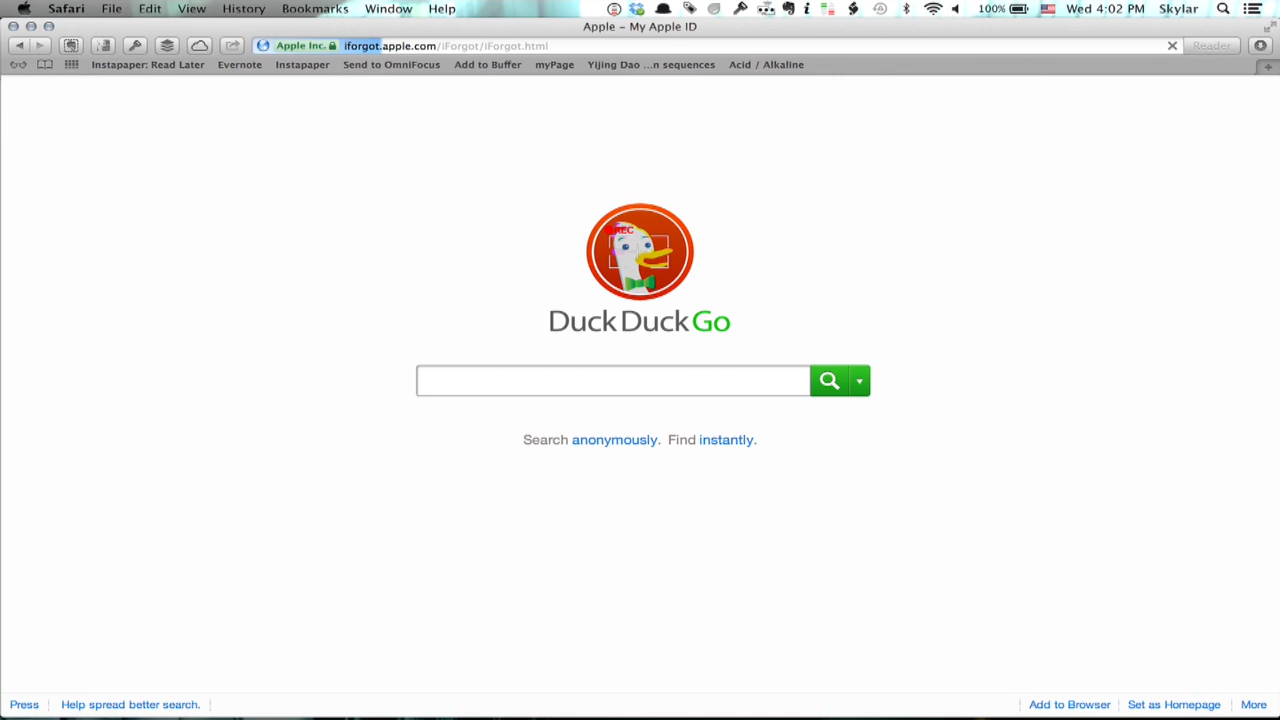 Safari File Edit View History Bookmarks Window Help 100% Wed 4:02 PM Skylar
Apple – My Apple ID
Apple Inc. iforgot.apple.com/iForgot/iForgot.html Reader
Instapaper: Read Later Evernote Instapaper Send to OmniFocus Add to Buffer myPage Yijing Dao ...n sequences Acid / Alkaline
REC
DuckDuckGo
Search anonymously. Find instantly.
Press Help spread better search. Add to Browser Set as Homepage More